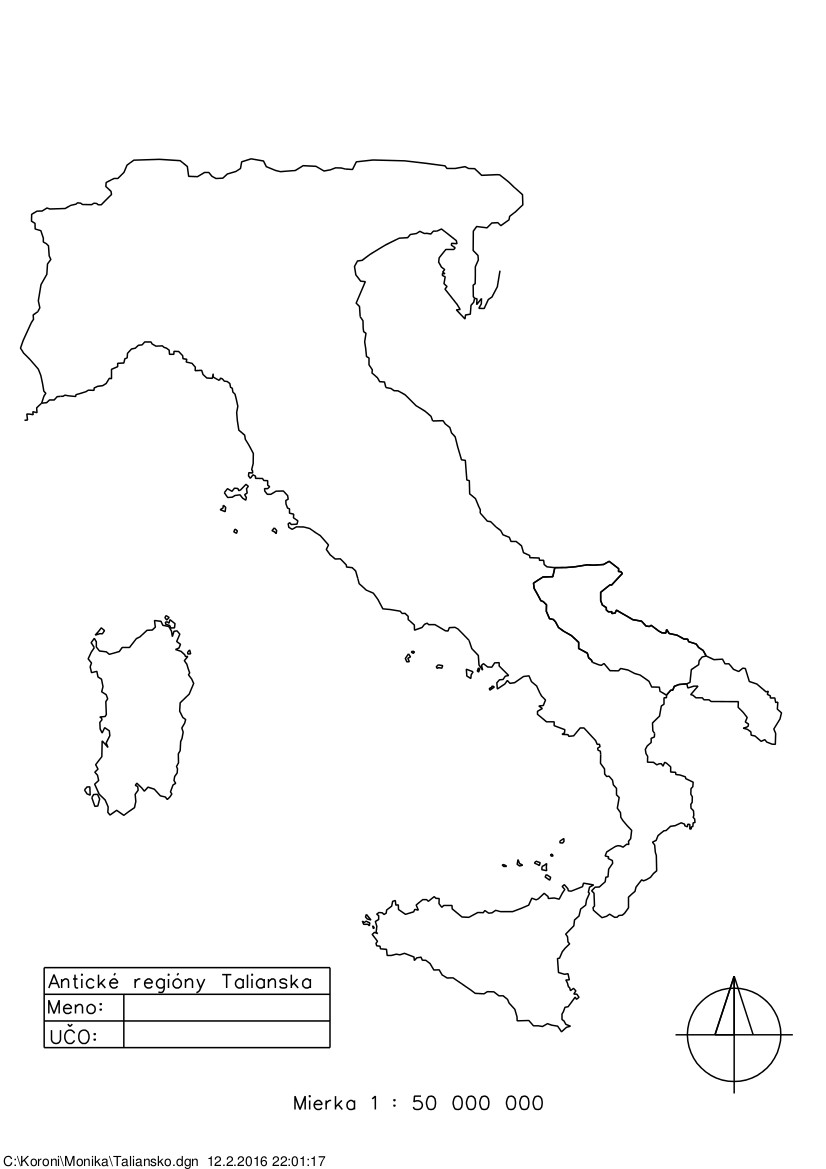 Antické regióny Talianska
Meno:
UČO:
Mierka 1 : 50 000 000
C:\Koroni\Monika\Taliansko.dgn 12.2.2016 22:01:17